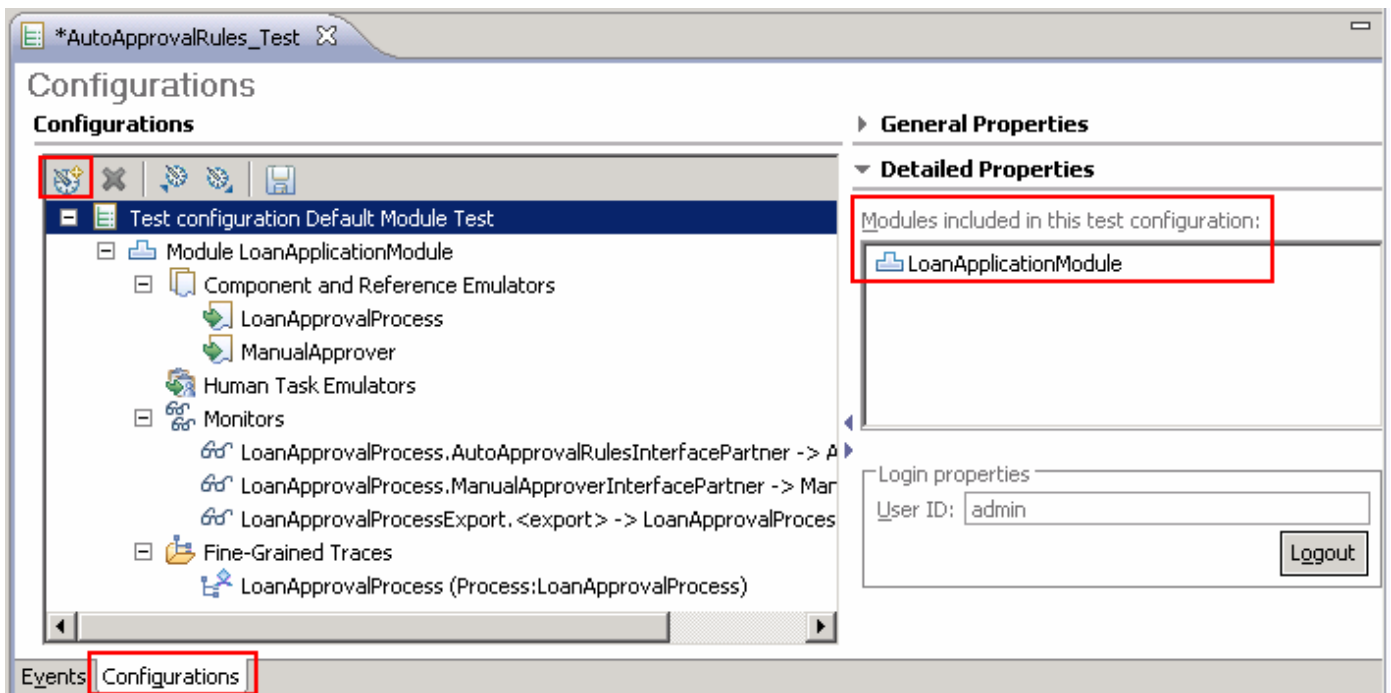 *AutoApprovalRules_Test
Configurations
Configurations
Test configuration Default Module Test
Module LoanApplicationModule
Component and Reference Emulators
LoanApprovalProcess
ManualApprover
Human Task Emulators
Monitors
LoanApprovalProcess.AutoApprovalRulesInterfacePartner -> A
LoanApprovalProcess.ManualApproverInterfacePartner -> Mar
LoanApprovalProcessExport.<export> -> LoanApprovalProces
Fine-Grained Traces
LoanApprovalProcess (Process:LoanApprovalProcess)
General Properties
Detailed Properties
Modules included in this test configuration:
LoanApplicationModule
Login properties
User ID: admin
Logout
Events Configurations